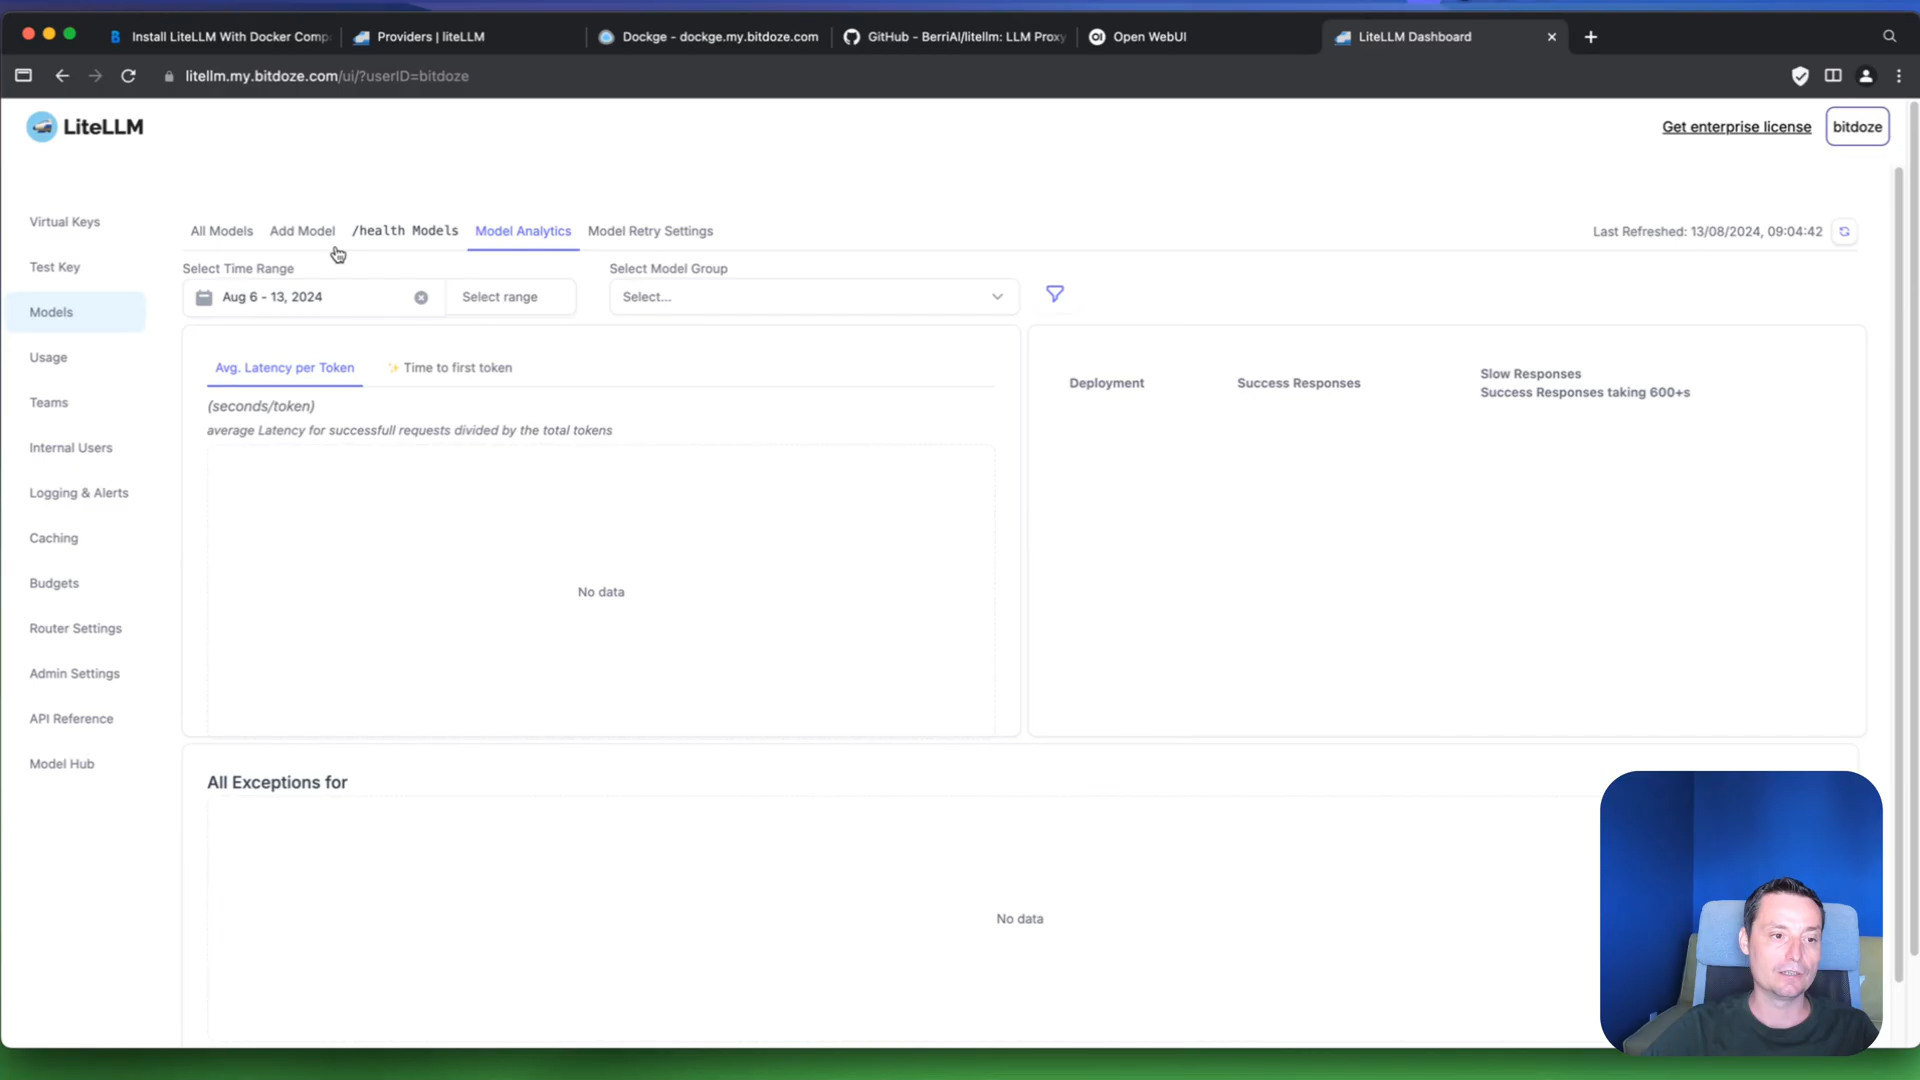 Install LiteLLM With Docker Comp
Providers | liteLLM
Dockge - dockge.my.bitdoze.com
GitHub - BerriAI/litellm: LLM Proxy
Open WebUI
LiteLLM Dashboard
litellm.my.bitdoze.com/ui/?userID=bitdoze
LiteLLM
Get enterprise license
bitdoze
Virtual Keys
Test Key
Models
Usage
Teams
Internal Users
Logging & Alerts
Caching
Budgets
Router Settings
Admin Settings
API Reference
Model Hub
All Models
Add Model
/health Models
Model Analytics
Model Retry Settings
Last Refreshed: 13/08/2024, 09:04:42
Select Time Range
Aug 6 - 13, 2024
Select range
Select Model Group
Select...
Avg. Latency per Token
✨ Time to first token
(seconds/token)
average Latency for successfull requests divided by the total tokens
No data
Deployment
Success Responses
Slow Responses
Success Responses taking 600+s
All Exceptions for
No data